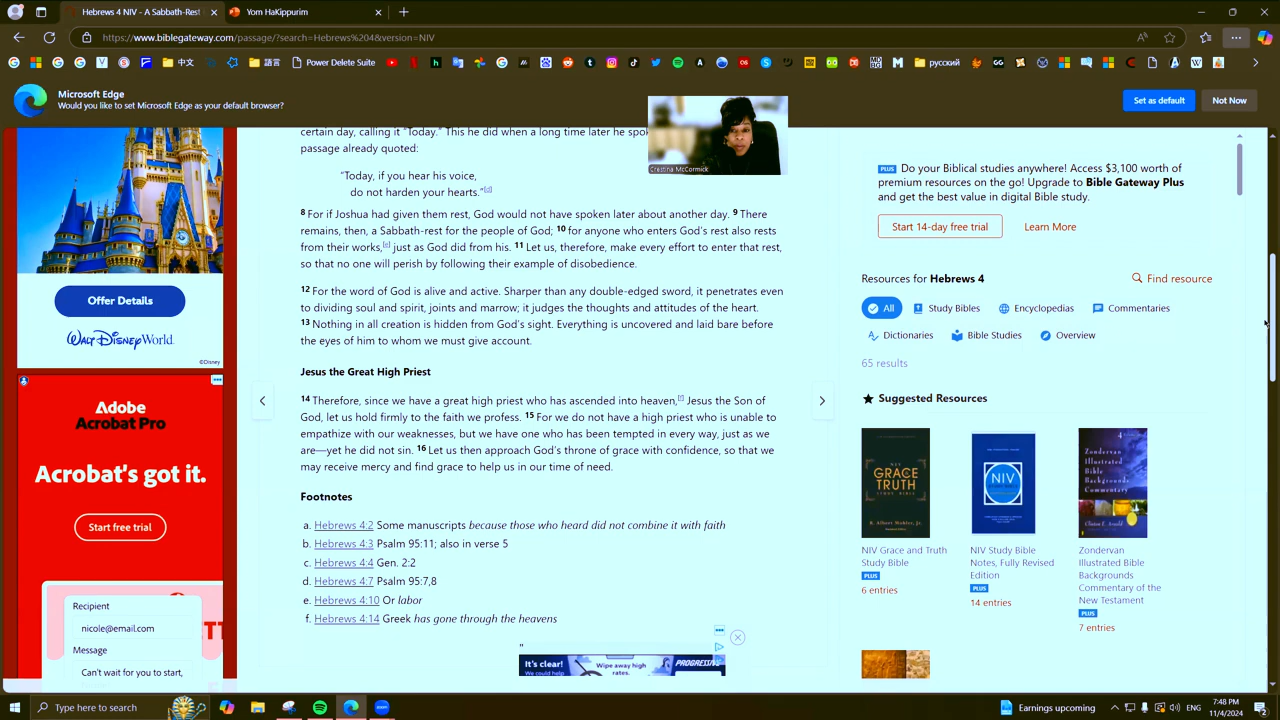 Hebrews 4 NIV - A Sabbath-Rest
Yom HaKippurim
https://www.biblegateway.com/passage/?search=Hebrews%204&version=NIV
中文
Power Delete Suite
русский
Microsoft Edge
Would you like to set Microsoft Edge as your default browser?
Set as default
Not Now
certain day, calling it “Today.” This he did when a long time later he spo
passage already quoted:
“Today, if you hear his voice,
do not harden your hearts.”[d]
8 For if Joshua had given them rest, God would not have spoken later about another day. 9 There
remains, then, a Sabbath-rest for the people of God; 10 for anyone who enters God’s rest also rests
from their works,[e] just as God did from his. 11 Let us, therefore, make every effort to enter that rest,
so that no one will perish by following their example of disobedience.
12 For the word of God is alive and active. Sharper than any double-edged sword, it penetrates even
to dividing soul and spirit, joints and marrow; it judges the thoughts and attitudes of the heart.
13 Nothing in all creation is hidden from God’s sight. Everything is uncovered and laid bare before
the eyes of him to whom we must give account.
Jesus the Great High Priest
14 Therefore, since we have a great high priest who has ascended into heaven,[f] Jesus the Son of
God, let us hold firmly to the faith we profess. 15 For we do not have a high priest who is unable to
empathize with our weaknesses, but we have one who has been tempted in every way, just as we
are—yet he did not sin. 16 Let us then approach God’s throne of grace with confidence, so that we
may receive mercy and find grace to help us in our time of need.
Footnotes
a. Hebrews 4:2 Some manuscripts because those who heard did not combine it with faith
b. Hebrews 4:3 Psalm 95:11; also in verse 5
c. Hebrews 4:4 Gen. 2:2
d. Hebrews 4:7 Psalm 95:7,8
e. Hebrews 4:10 Or labor
f. Hebrews 4:14 Greek has gone through the heavens
"
It's clear!
We could help
Wipe away high
rates.
PROGRESSIVE
Crestina McCormick
Offer Details
WALT DISNEY World.
©Disney
Adobe
Acrobat Pro
Acrobat's got it.
Start free trial
Recipient
nicole@email.com
Message
Can't wait for you to start,
PLUS Do your Biblical studies anywhere! Access $3,100 worth of
premium resources on the go! Upgrade to Bible Gateway Plus
and get the best value in digital Bible study.
Start 14-day free trial
Learn More
Resources for Hebrews 4
Find resource
All
Study Bibles
Encyclopedias
Commentaries
Dictionaries
Bible Studies
Overview
65 results
Suggested Resources
GRACE
TRUTH
NIV
Zondervan
Illustrated
Bible
Backgrounds
Commentary
NIV Grace and Truth
Study Bible
PLUS
6 entries
NIV Study Bible
Notes, Fully Revised
Edition
PLUS
14 entries
Zondervan
Illustrated Bible
Backgrounds
Commentary of the
New Testament
PLUS
7 entries
Type here to search
Earnings upcoming
7:48 PM
11/4/2024